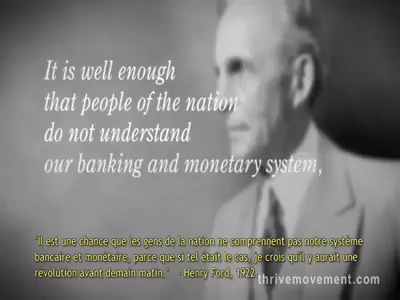 It is well enough
that people of the nation
do not understand
our banking and monetary system,
"Il est une chance que les gens de la nation ne comprennent pas notre système
bancaire et monétaire, parce que si tel etait le cas, je crois qu'il y aurait une
revolution avant demain matin." - Henry Ford, 1922
thrivemovement.com